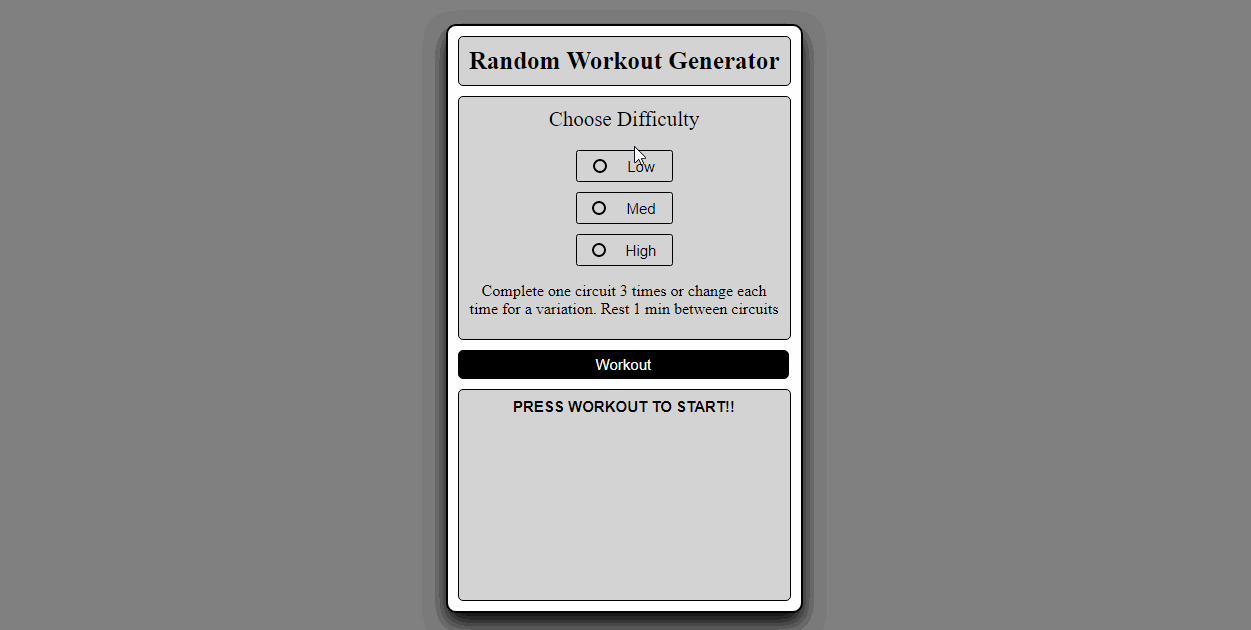 Random Workout Generator
Choose Difficulty
Low
Med
High
Complete one circuit 3 times or change each
time for a variation. Rest 1 min between circuits
Workout
PRESS WORKOUT TO START!!